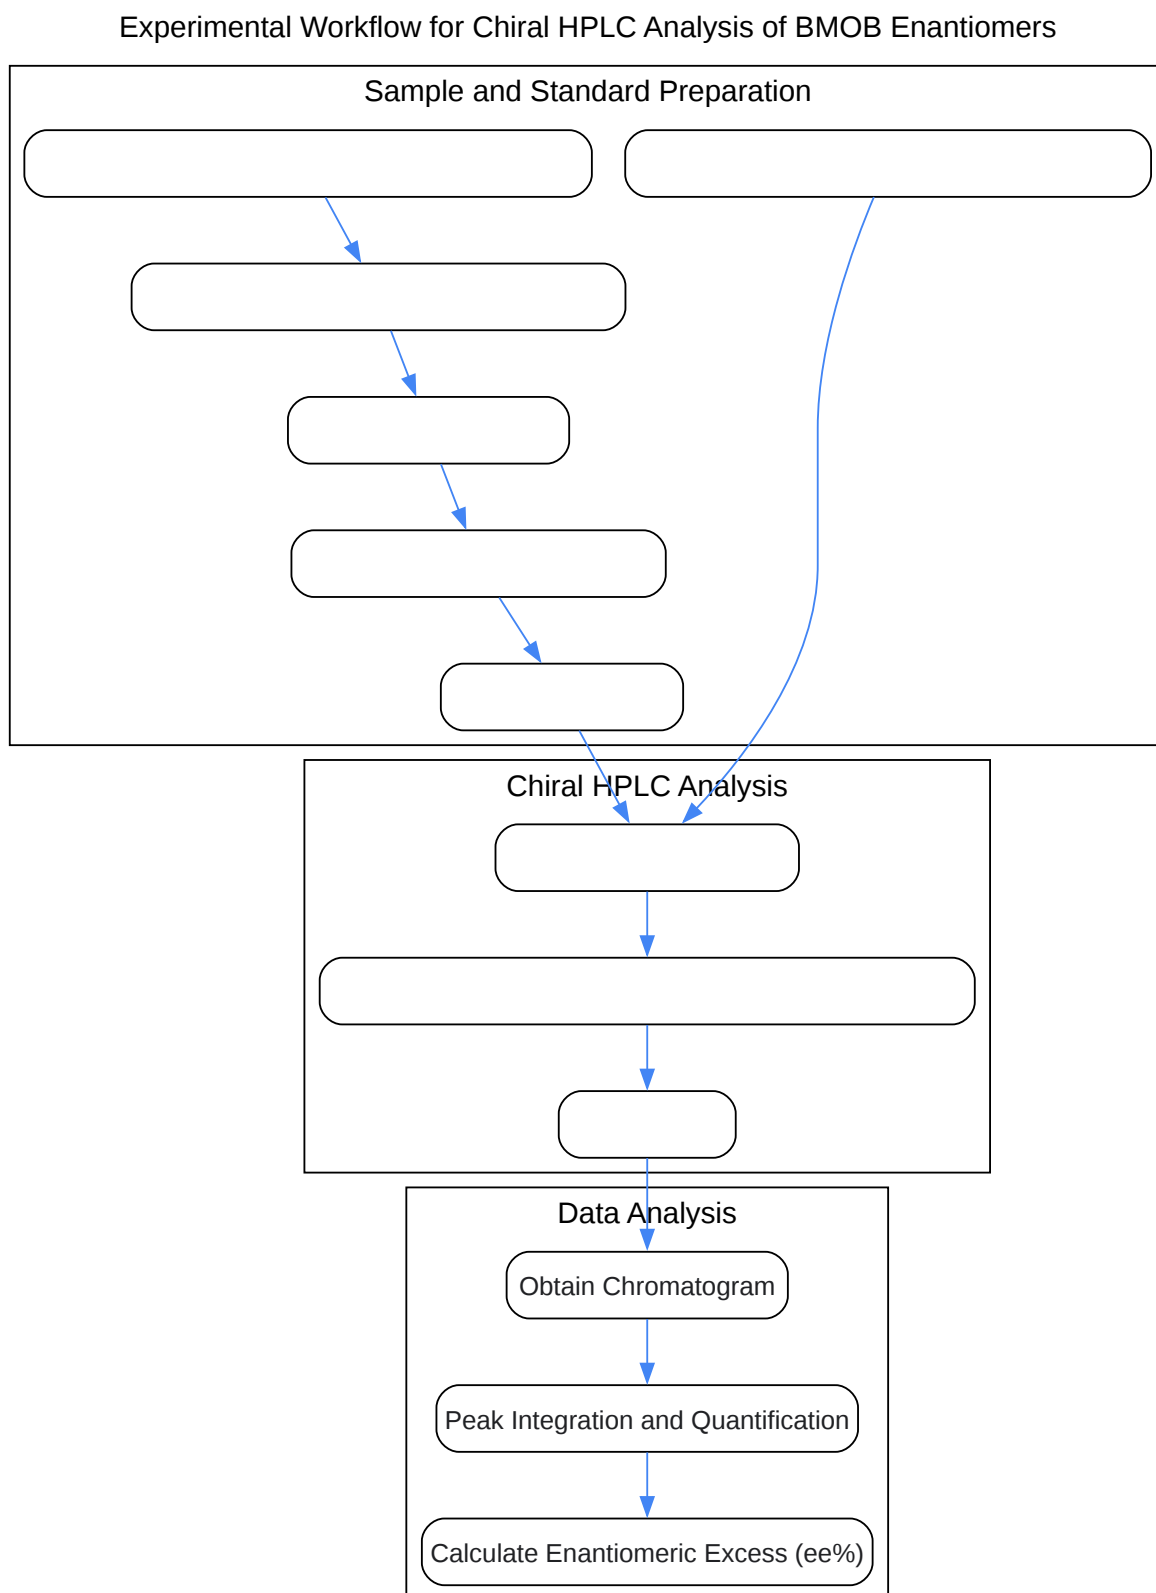 Experimental Workflow for Chiral HPLC Analysis of BMOB Enantiomers
Sample and Standard Preparation
Chiral HPLC Analysis
Data Analysis
Obtain Chromatogram
Peak Integration and Quantification
Calculate Enantiomeric Excess (ee%)